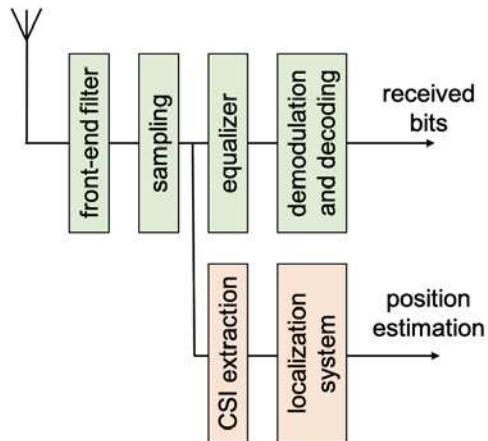 front-end filter
sampling
equalizer
demodulation
and decoding
received
bits
CSI extraction
localization
system
position
estimation